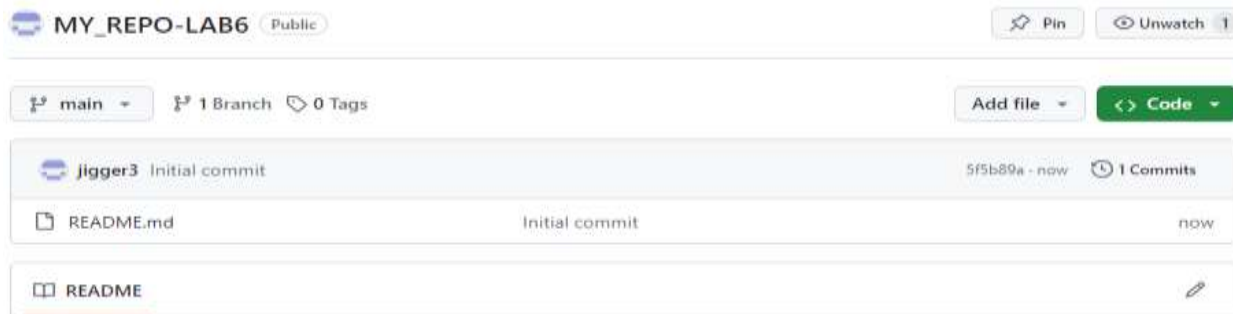 MY_REPO-LAB6 Public Pin Unwatch 1
main 1 Branch 0 Tags Add file <> Code
jigger3 Initial commit 5f5b89a - now 1 Commits
README.md Initial commit now
README